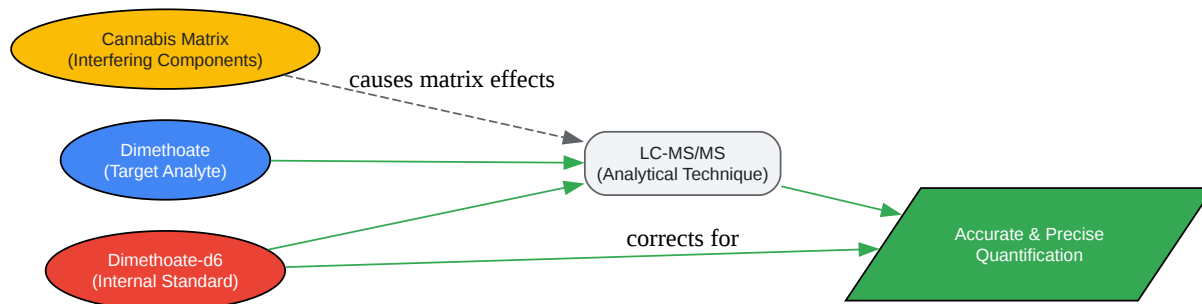 Cannabis Matrix
(Interfering Components)
causes matrix effects
Dimethoate
(Target Analyte)
LC-MS/MS
(Analytical Technique)
Dimethoate-d6
(Internal Standard)
corrects for
Accurate & Precise
Quantification